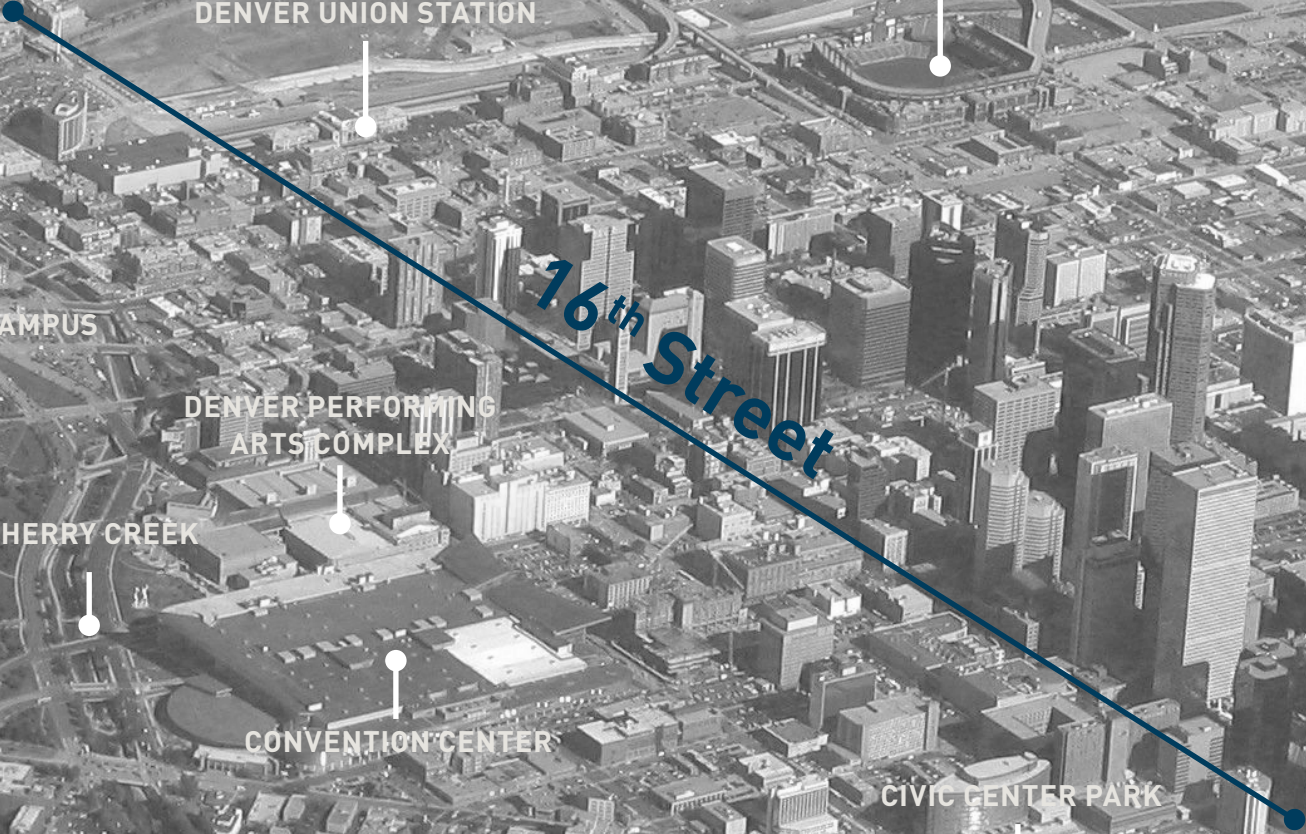 DENVER UNION STATION
16th Street
AMPUS
DENVER PERFORMING
ARTS COMPLEX
HERRY CREEK
CONVENTION CENTER
CIVIC CENTER PARK